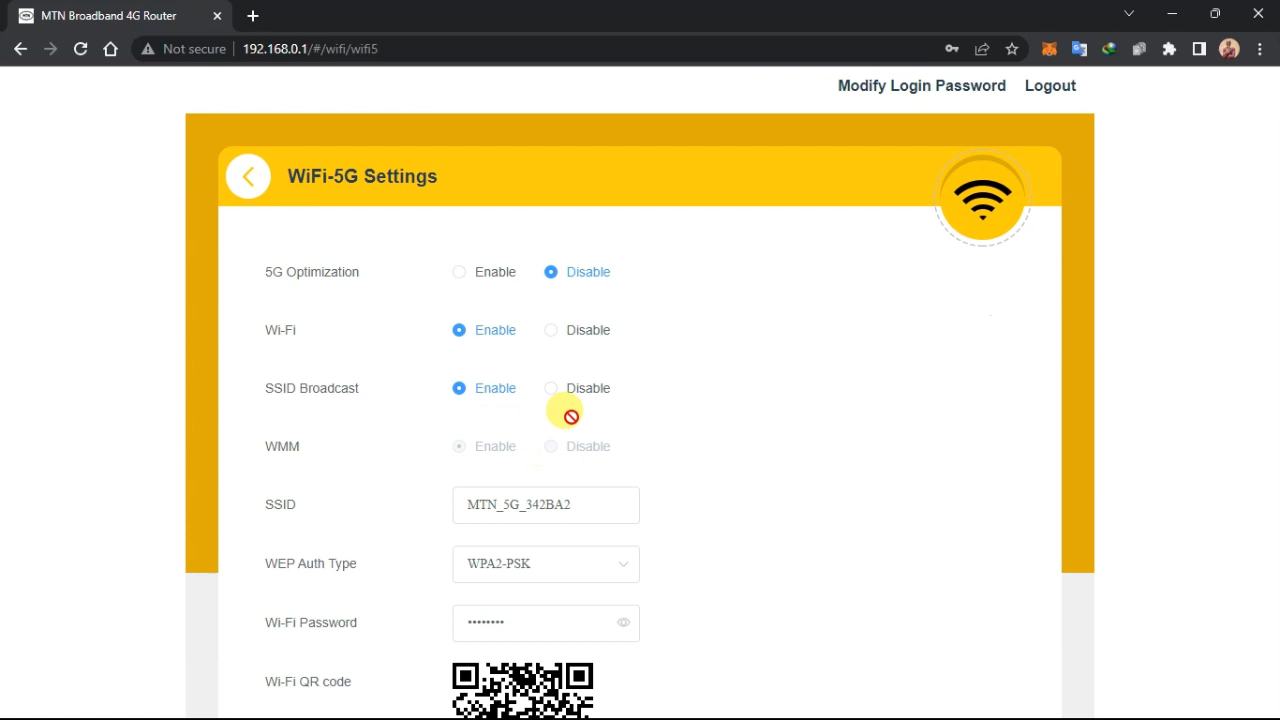 MTN Broadband 4G Router
Not secure 192.168.0.1/#/wifi/wifi5
Modify Login Password Logout
WiFi-5G Settings
5G Optimization Enable Disable
Wi-Fi Enable Disable
SSID Broadcast Enable Disable
WMM Enable Disable
SSID MTN_5G_342BA2
WEP Auth Type WPA2-PSK
Wi-Fi Password ••••••••
Wi-Fi QR code